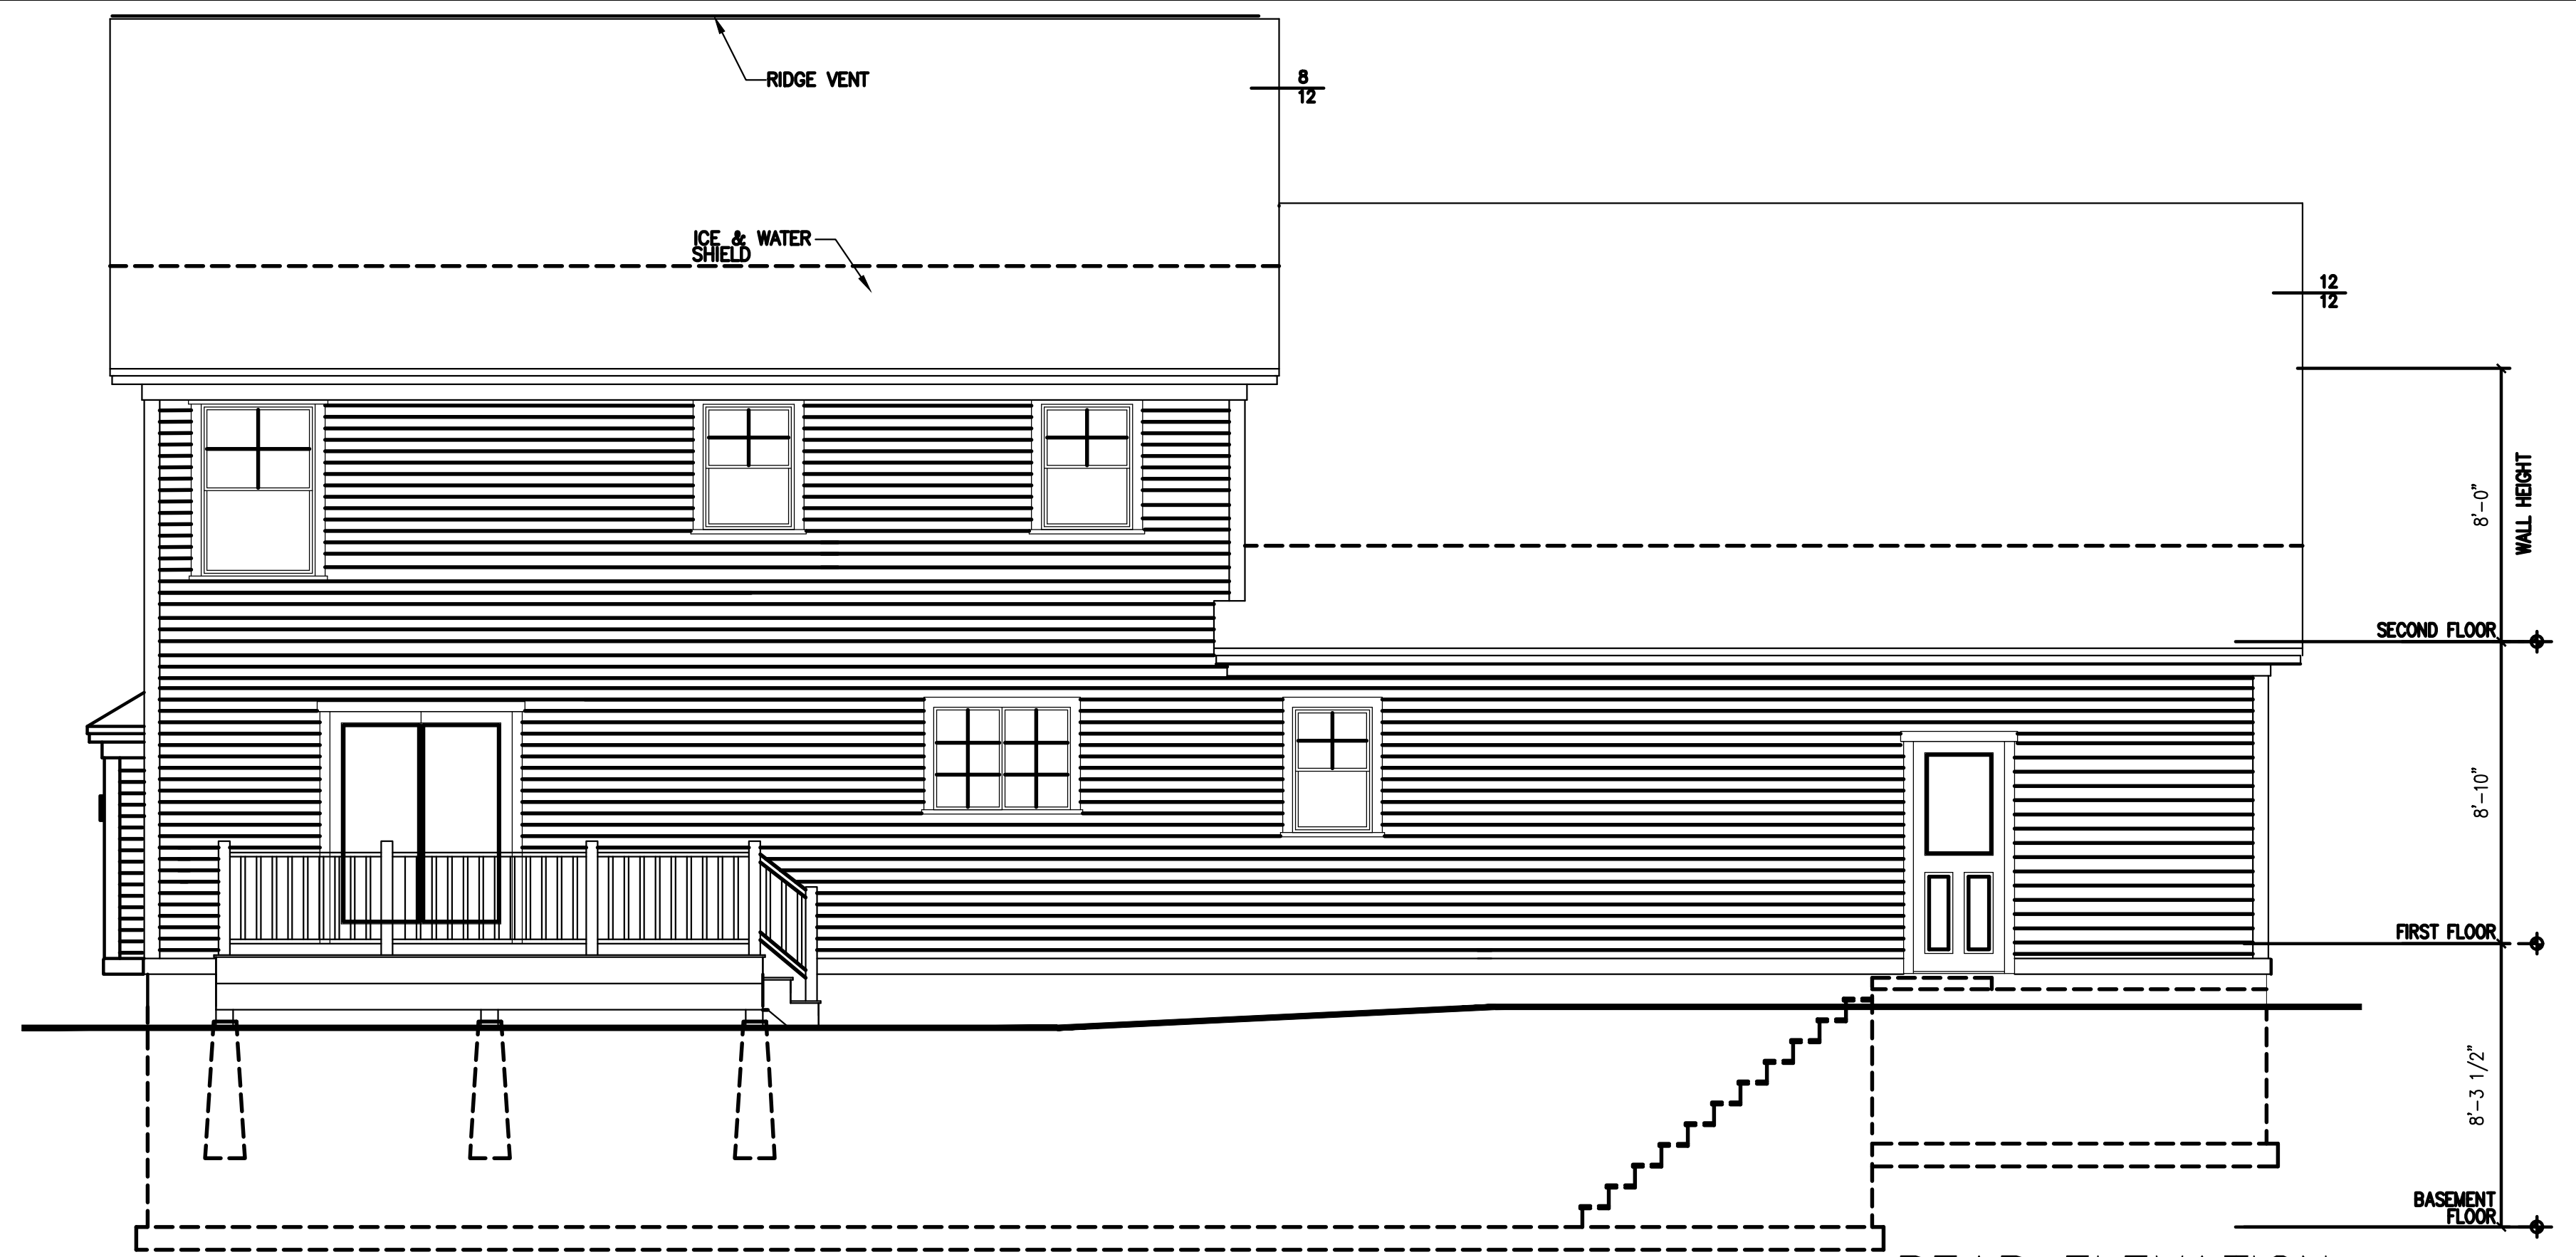 RIDGE VENT
8
12
ICE & WATER
SHIELD
12
12
8'-0"
WALL HEIGHT
SECOND FLOOR
8'-10"
FIRST FLOOR
8'-3 1/2"
BASEMENT
FLOOR